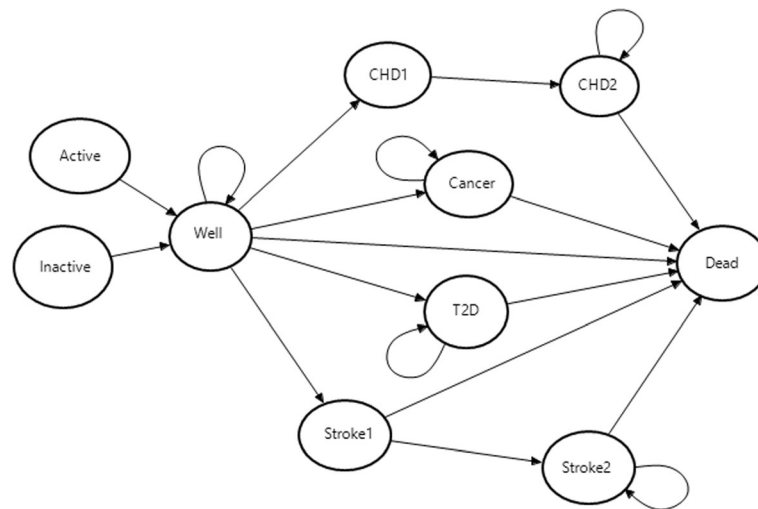 CHD1
CHD2
Active
Cancer
Well
Inactive
Dead
T2D
Stroke1
Stroke2